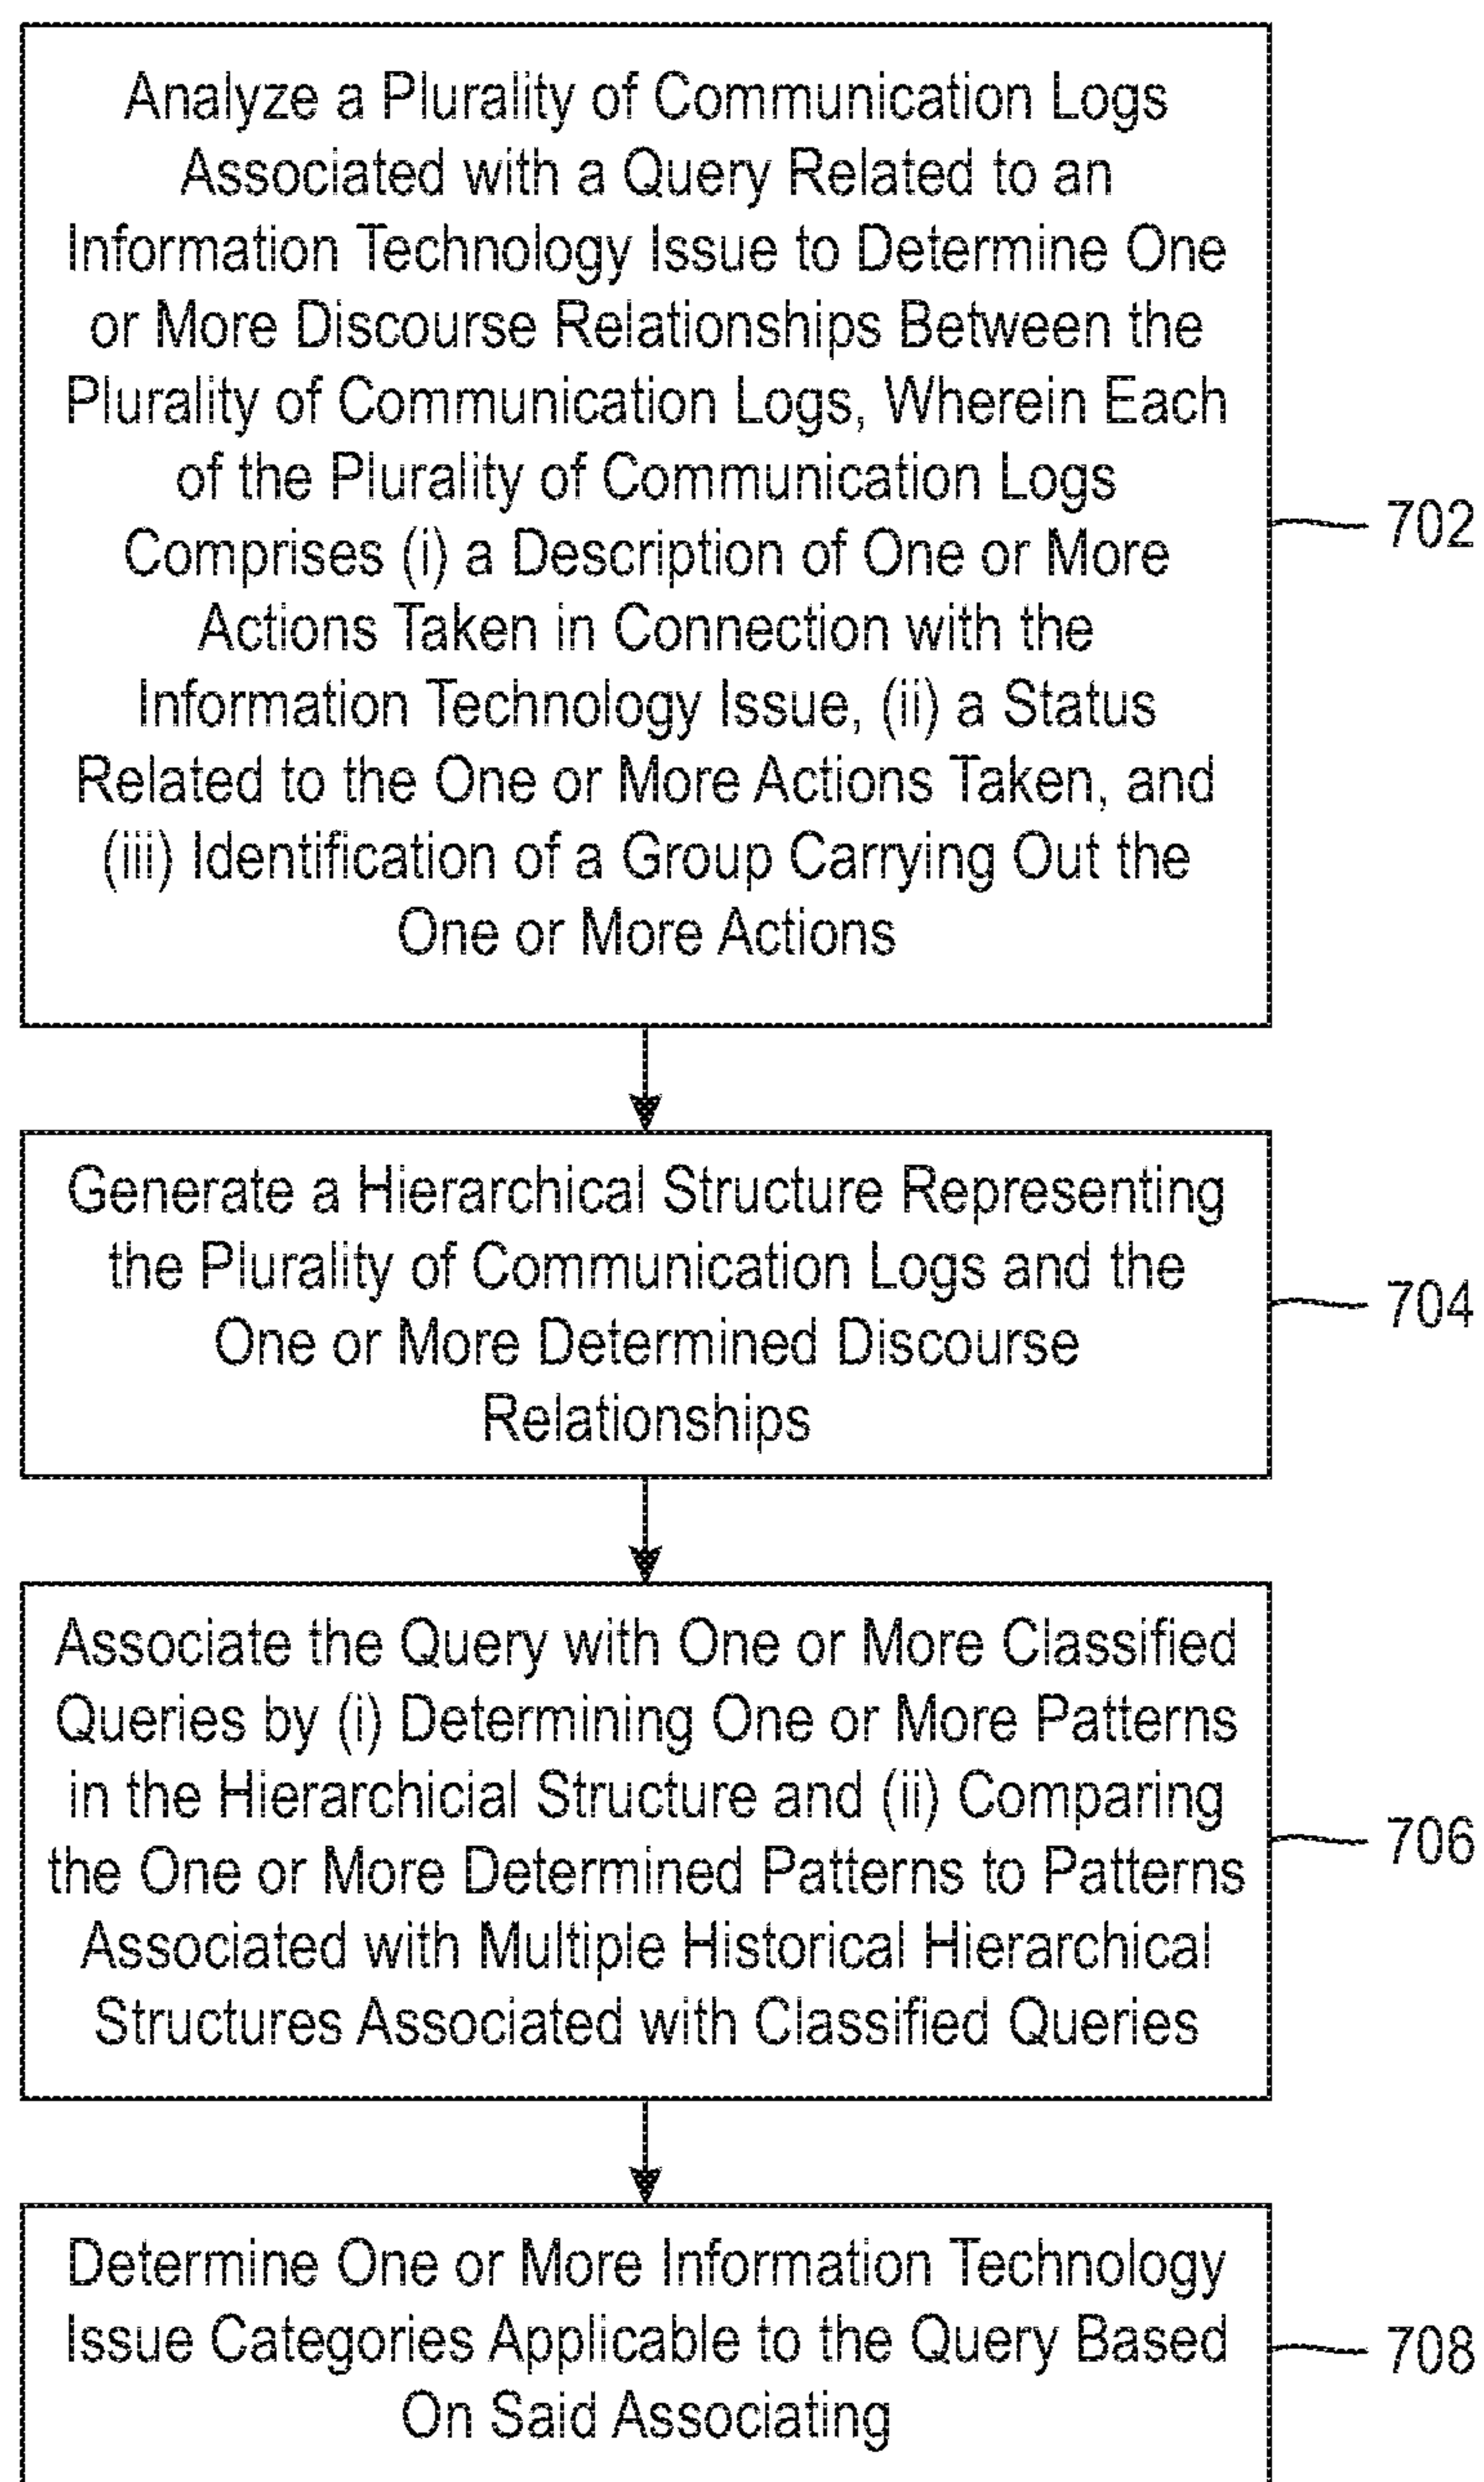 Analyze a Plurality of Communication Logs
Associated with a Query Related to an
Information Technology Issue to Determine One
or More Discourse Relationships Between the
Plurality of Communication Logs, Wherein Each
of the Plurality of Communication Logs
Comprises (i) a Description of One or More
Actions Taken in Connection with the
Information Technology Issue, (ii) a Status
Related to the One or More Actions Taken, and
(iii) Identification of a Group Carrying Out the
One or More Actions
702
Generate a Hierarchical Structure Representing
the Plurality of Communication Logs and the
One or More Determined Discourse
Relationships
704
Associate the Query with One or More Classified
Queries by (i) Determining One or More Patterns
in the Hierarchicial Structure and (ii) Comparing
the One or More Determined Patterns to Patterns
Associated with Multiple Historical Hierarchical
Structures Associated with Classified Queries
706
Determine One or More Information Technology
Issue Categories Applicable to the Query Based
On Said Associating
708